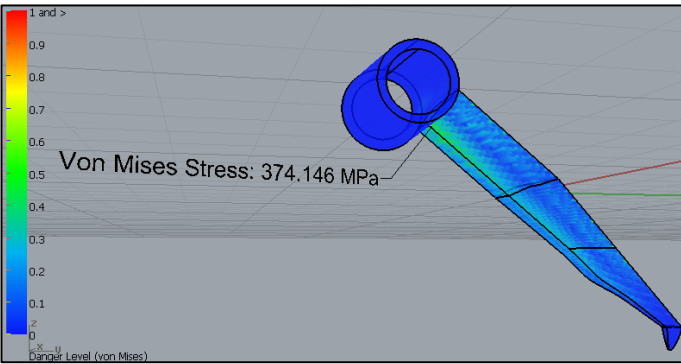 1 and >
0.9
0.8
0.7
0.6
0.5
0.4
0.3
0.2
0.1
0
Von Mises Stress: 374.146 MPa
z
x y
Danger Level (von Mises)